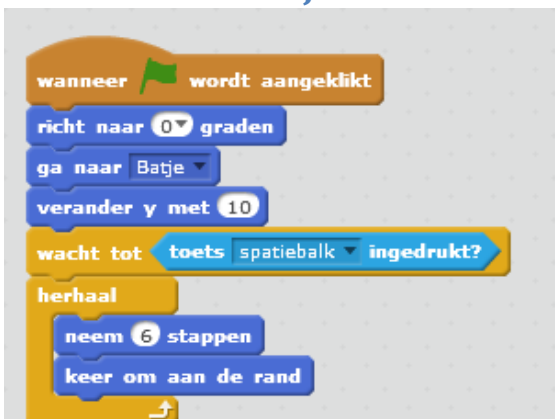 wanneer wordt aangeklikt
richt naar 0 graden
ga naar Batje
verander y met 10
wacht tot toets spatiebalk ingedrukt?
herhaal
neem 6 stappen
keer om aan de rand